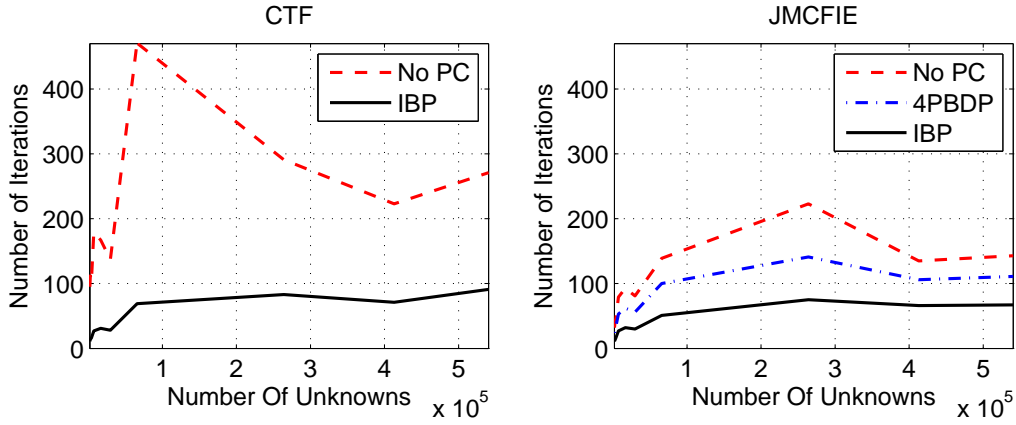 CTF
Number of Iterations
400
300
200
100
0
No PC
IBP
1
2
3
4
5
Number Of Unknowns
x 10^5
JMCFIE
Number of Iterations
400
300
200
100
0
No PC
4PBDP
IBP
1
2
3
4
5
Number Of Unknowns
x 10^5